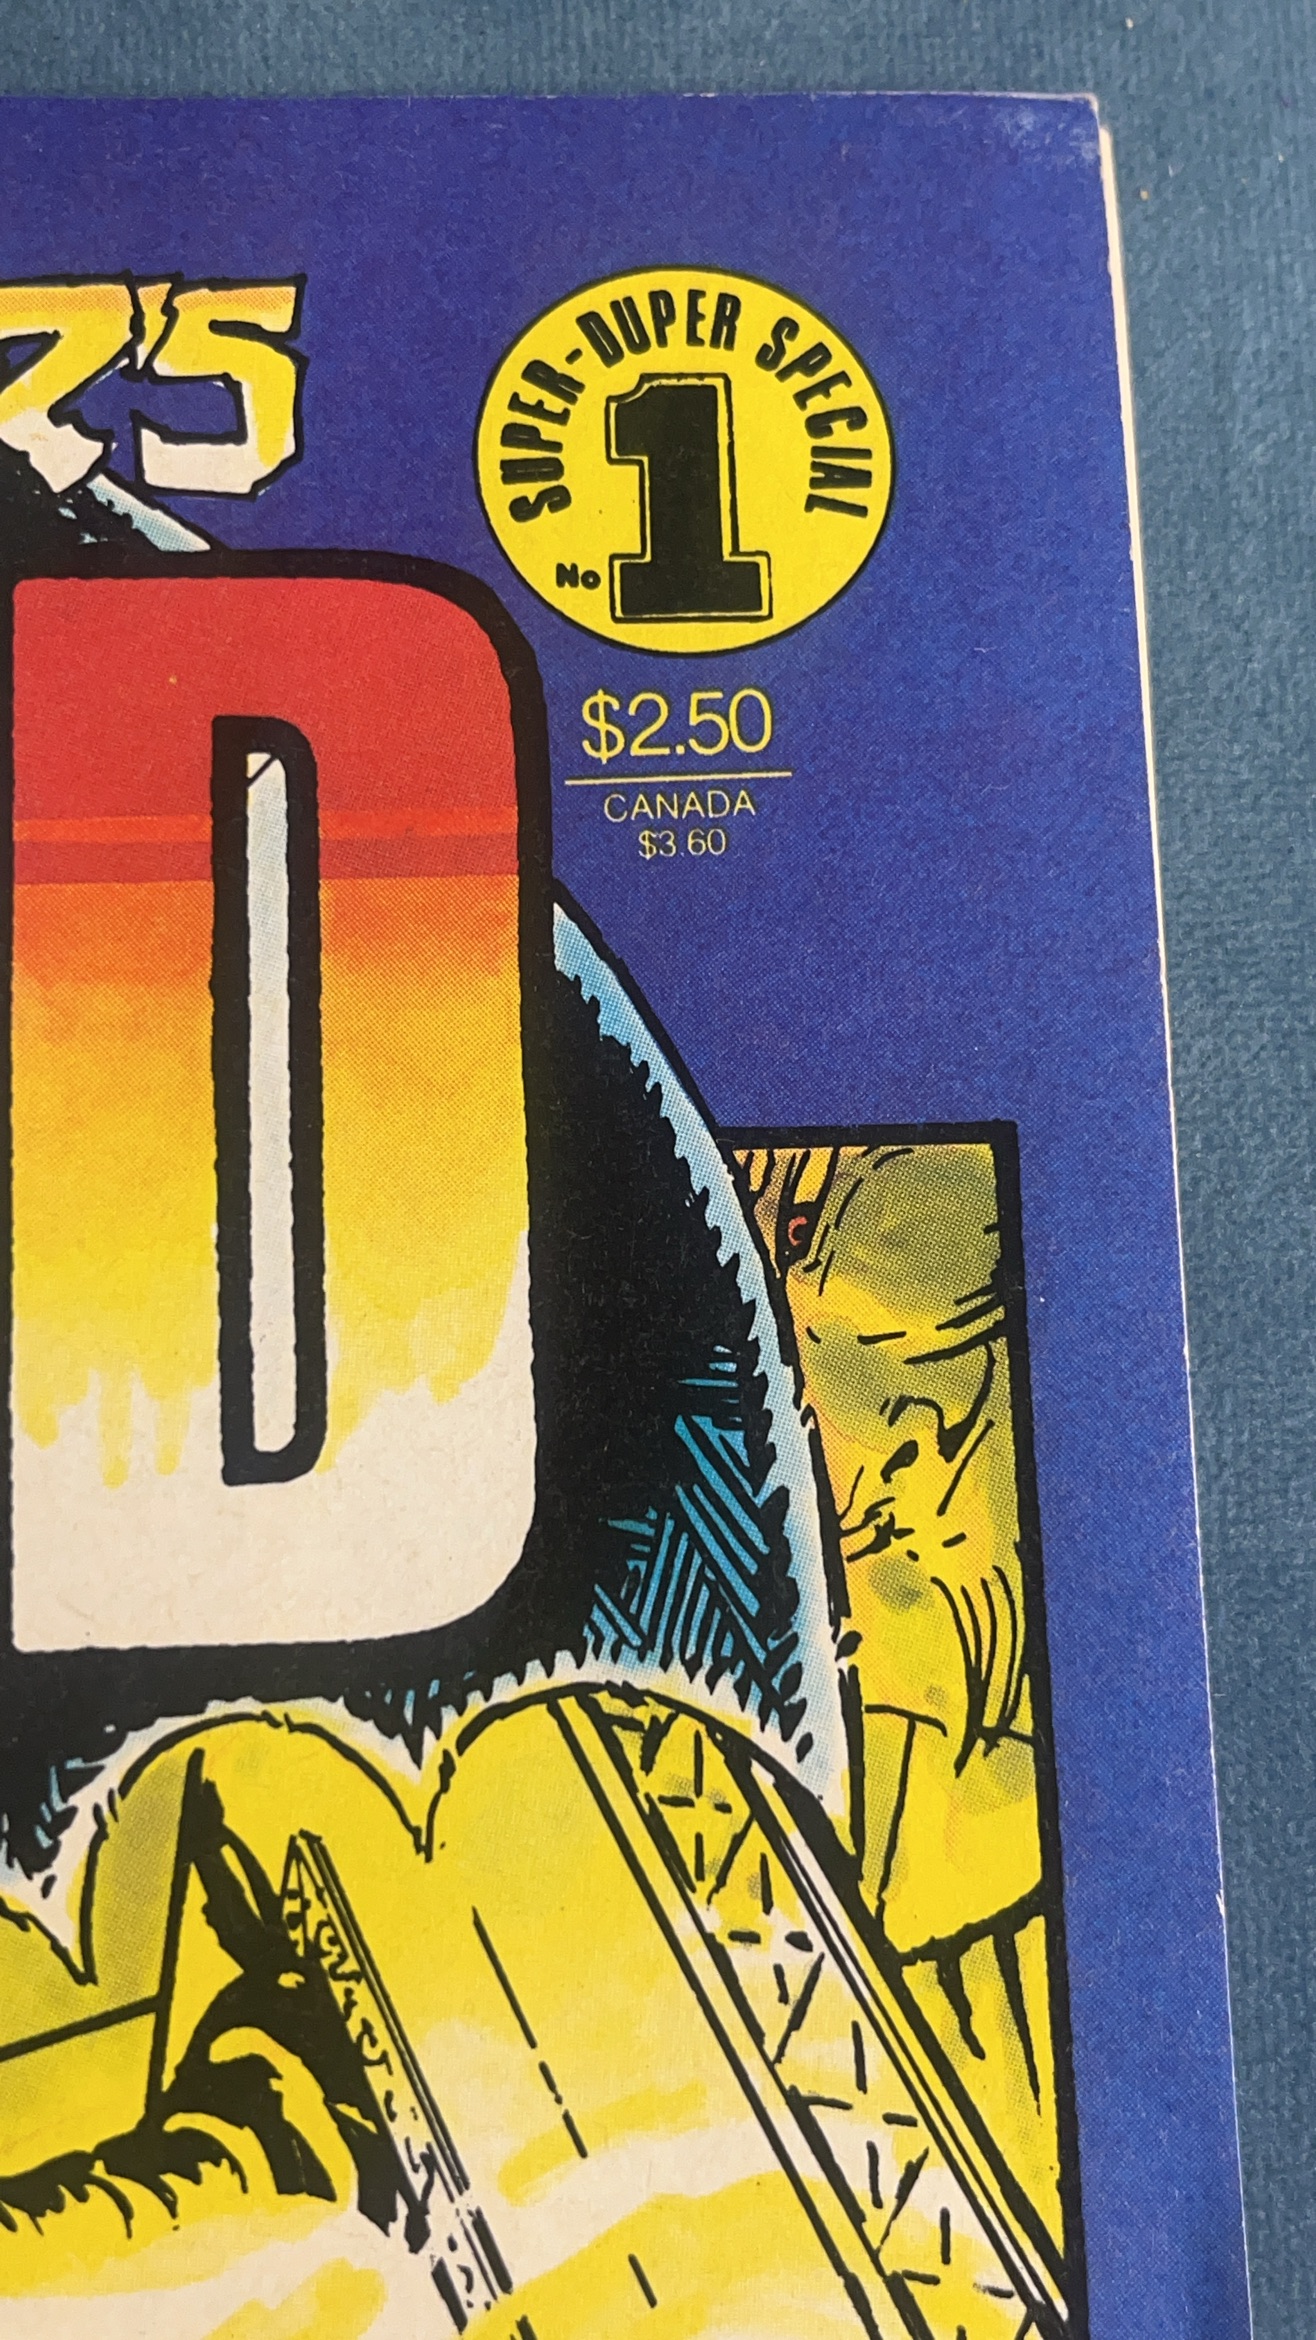 R'S
SUPER-DUPER SPECIAL
No 1
D
$2.50
CANADA
$3.60